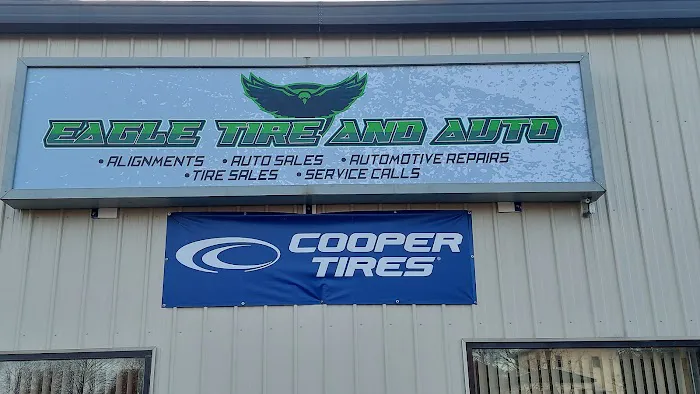 EAGLE TIRE AND AUTO
• ALIGNMENTS • AUTO SALES • AUTOMOTIVE REPAIRS
• TIRE SALES • SERVICE CALLS
COOPER
TIRES®